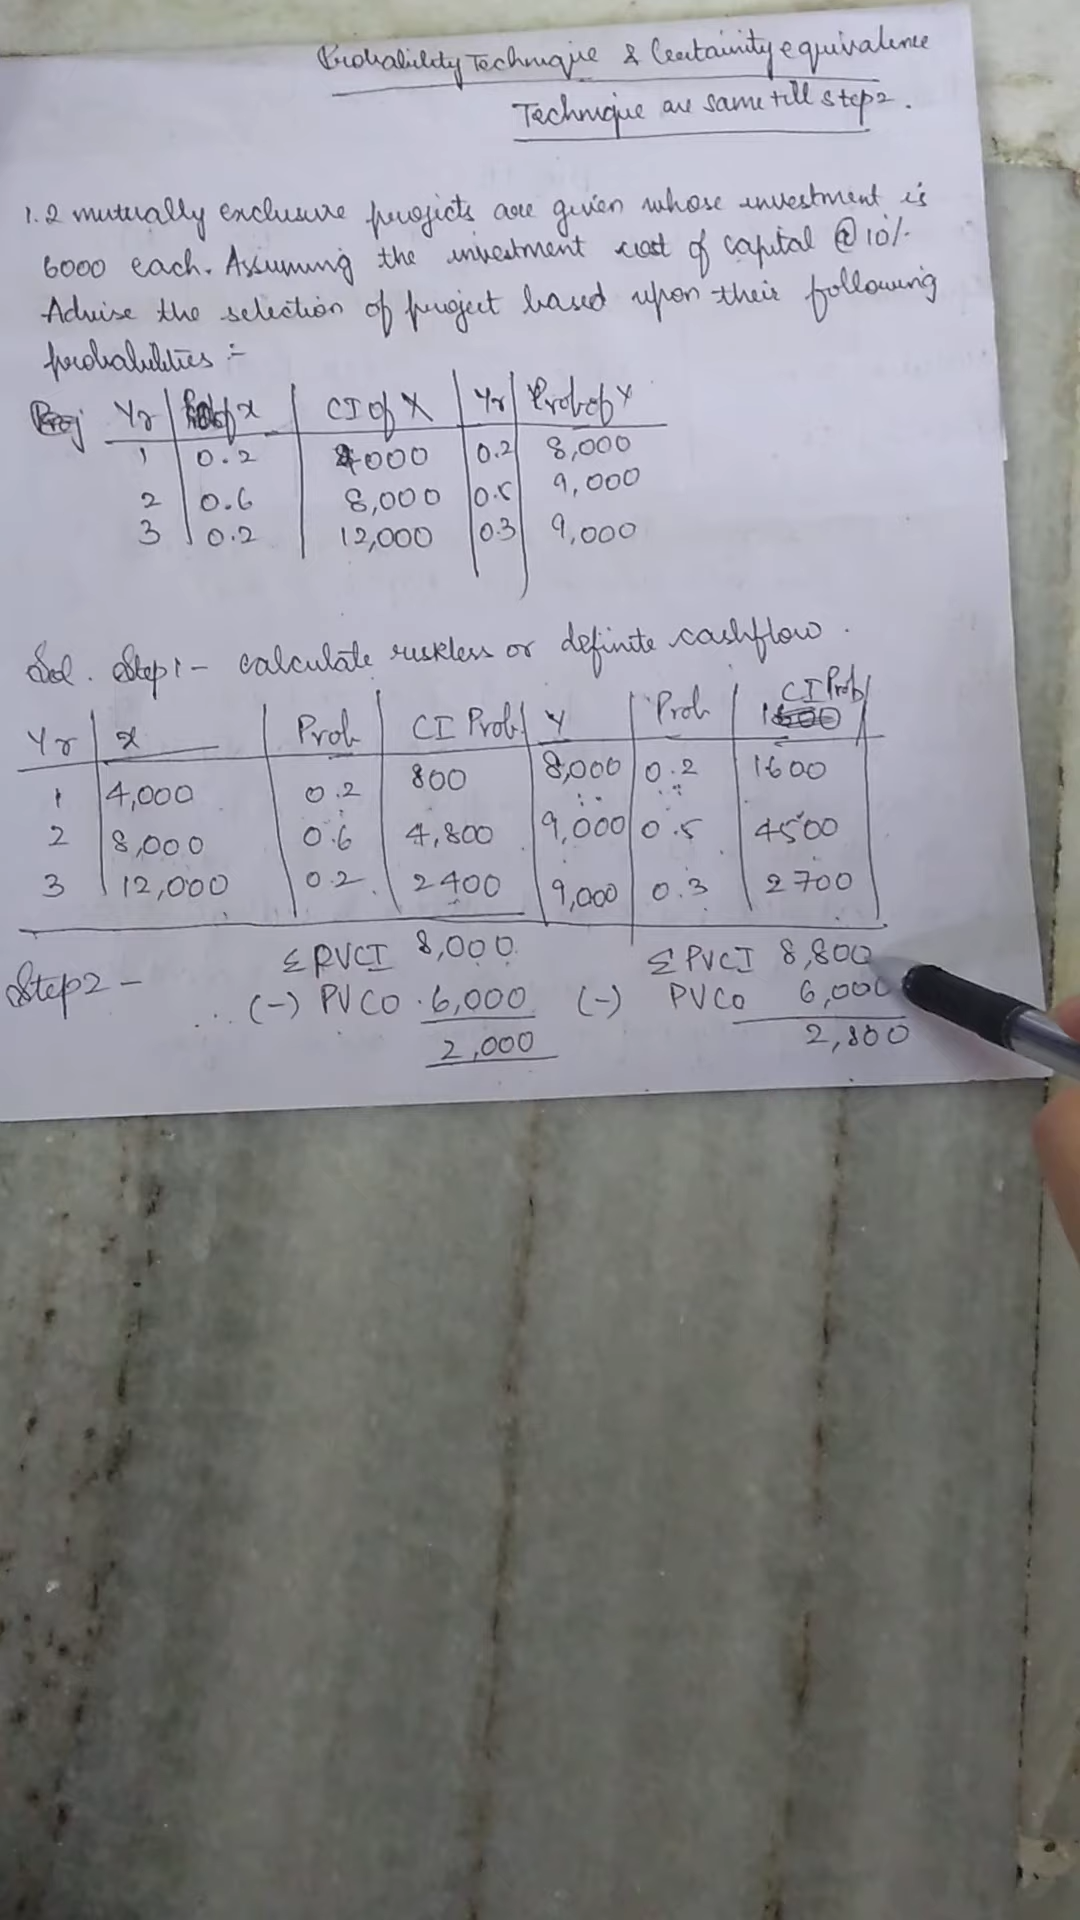 Probability Technique & Certainity equivalence
Technique are same till step2.
1. 2 mutually exclusive projects are given whose investment is
6000 each. Assuming the investment cost of capital @ 10%.
Advise the selection of project based upon their following
probabilities :-
Proj Yr Prob of x CI of X Yr Prob of Y
1 0.2 4000 0.2 8,000
2 0.6 8,000 0.5 9,000
3 0.2 12,000 0.3 9,000
Sol. Step1:- calculate riskless or definite cashflow.
Yr x Prob CI Prob Y Prob CI Prob
1 4,000 0.2 800 8,000 0.2 1600
2 8,000 0.6 4,800 9,000 0.5 4500
3 12,000 0.2 2400 9,000 0.3 2700
Σ PVCI 8,000 Σ PVCI 8,800
Step2 - (-) PVCO 6,000 (-) PVCO 6,000
2,000 2,800